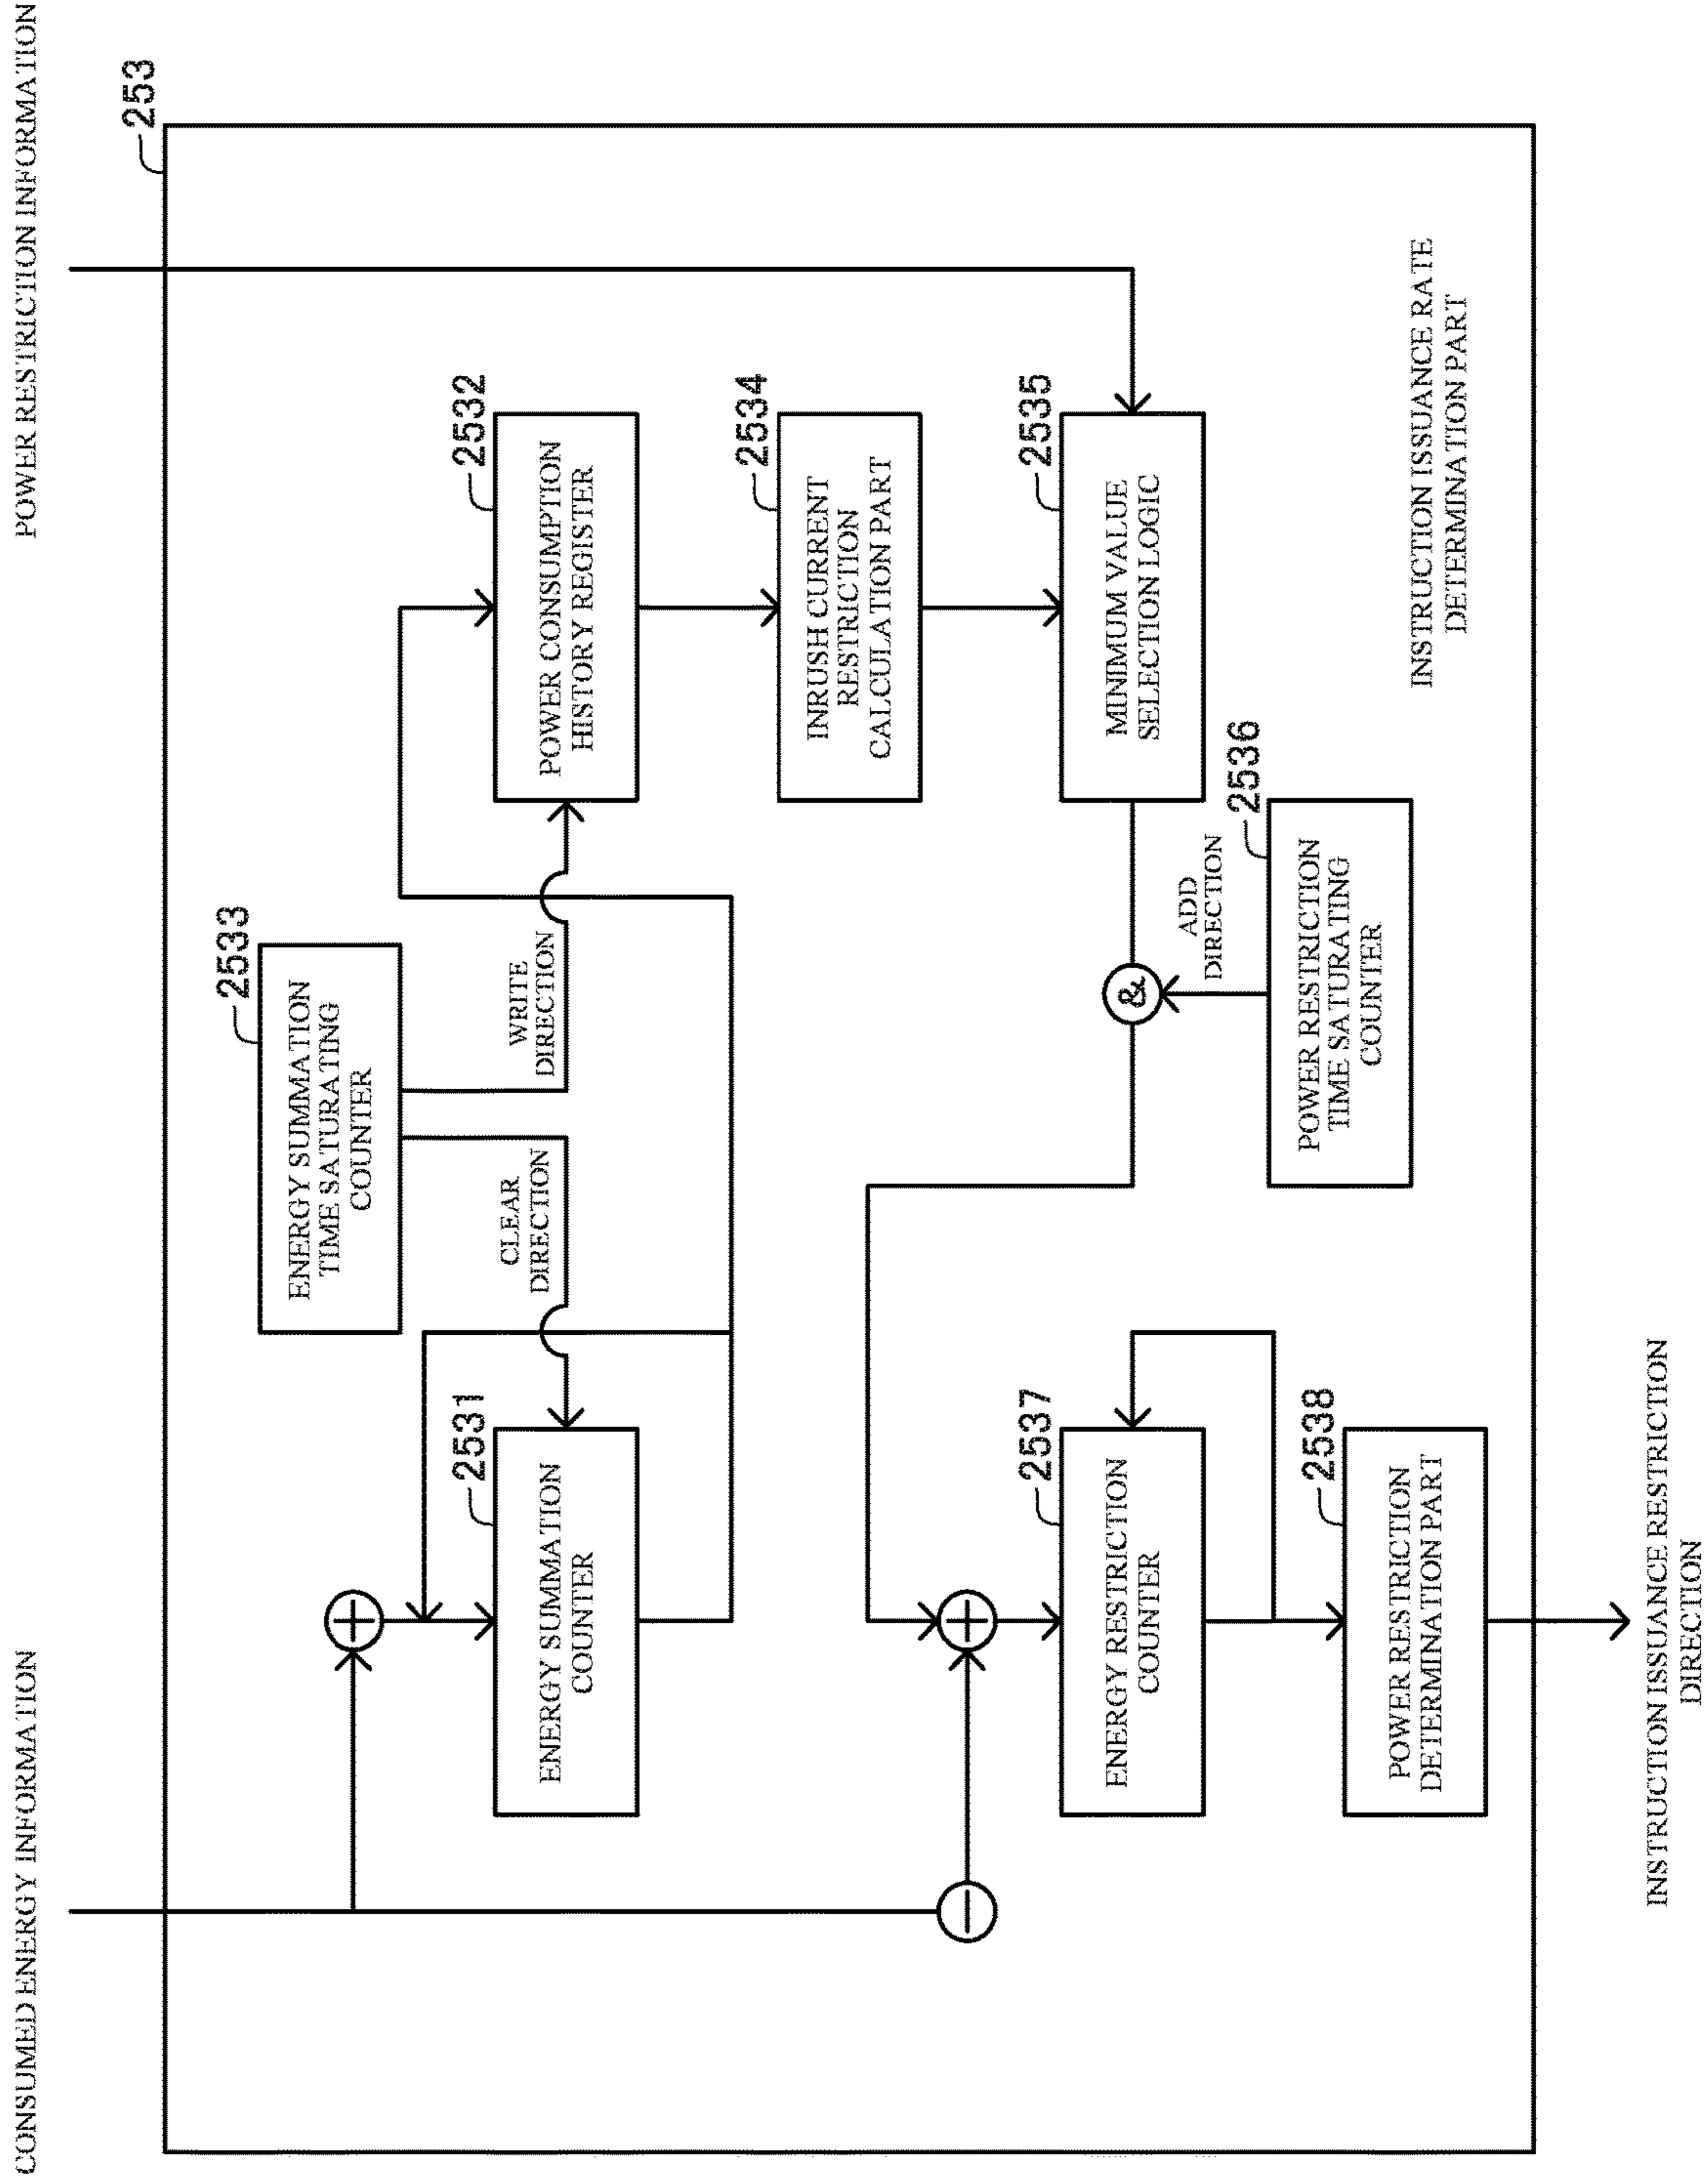 CONSUMED ENERGY INFORMATION
POWER RESTRICTION INFORMATION
253
2533
ENERGY SUMMATION
TIME SATURATING
COUNTER
2531
ENERGY SUMMATION
COUNTER
CLEAR
DIRECTION
WRITE
DIRECTION
2532
POWER CONSUMPTION
HISTORY REGISTER
2534
INRUSH CURRENT
RESTRICTION
CALCULATION PART
2537
ENERGY RESTRICTION
COUNTER
&
2535
MINIMUM VALUE
SELECTION LOGIC
ADD
DIRECTION
2536
POWER RESTRICTION
TIME SATURATING
COUNTER
2538
POWER RESTRICTION
DETERMINATION PART
INSTRUCTION ISSUANCE RATE
DETERMINATION PART
INSTRUCTION ISSUANCE RESTRICTION
DIRECTION